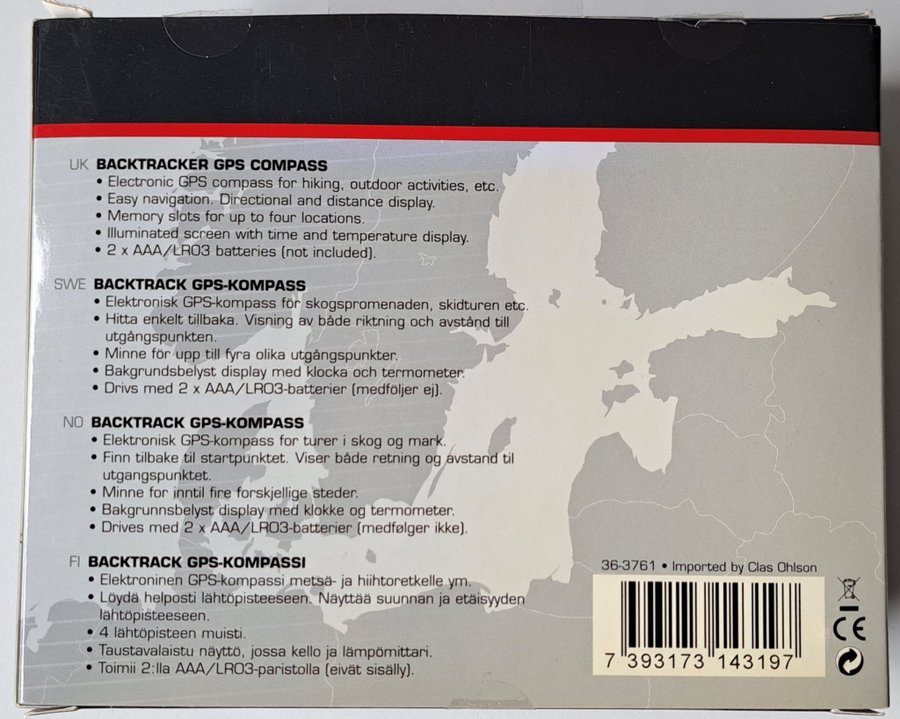 UK BACKTRACKER GPS COMPASS
• Electronic GPS compass for hiking, outdoor activities, etc.
• Easy navigation. Directional and distance display.
• Memory slots for up to four locations.
• Illuminated screen with time and temperature display.
• 2 x AAA/LR03 batteries (not included).
SWE BACKTRACK GPS-KOMPASS
• Elektronisk GPS-kompass för skogspromenaden, skidturen etc.
• Hitta enkelt tillbaka. Visning av både riktning och avstånd till
utgångspunkten.
• Minne för upp till fyra olika utgångspunkter.
• Bakgrundsbelyst display med klocka och termometer.
• Drivs med 2 x AAA/LR03-batterier (medföljer ej).
NO BACKTRACK GPS-KOMPASS
• Elektronisk GPS-kompass for turer i skog og mark.
• Finn tilbake til startpunktet. Viser både retning og avstand til
utgangspunktet.
• Minne for inntil fire forskjellige steder.
• Bakgrunnsbelyst display med klokke og termometer.
• Drives med 2 x AAA/LR03-batterier (medfølger ikke).
FI BACKTRACK GPS-KOMPASSI
• Elektroninen GPS-kompassi metsä- ja hiihtoretkelle ym.
• Löydä helposti lähtöpisteeseen. Näyttää suunnan ja etäisyyden
lähtöpisteeseen.
• 4 lähtöpisteen muisti.
• Taustavalaistu näyttö, jossa kello ja lämpömittari.
• Toimii 2:lla AAA/LR03-paristolla (eivät sisälly).
36-3761 • Imported by Clas Ohlson
7 393173 143197
CE